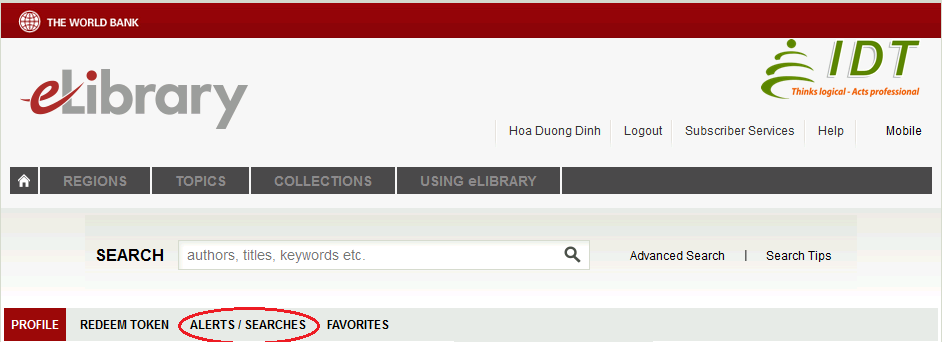 THE WORLD BANK
eLibrary
IDT
Thinks logical - Acts professional
Hoa Duong Dinh Logout Subscriber Services Help Mobile
REGIONS TOPICS COLLECTIONS USING eLIBRARY
SEARCH authors, titles, keywords etc. Advanced Search | Search Tips
PROFILE REDEEM TOKEN ALERTS / SEARCHES FAVORITES